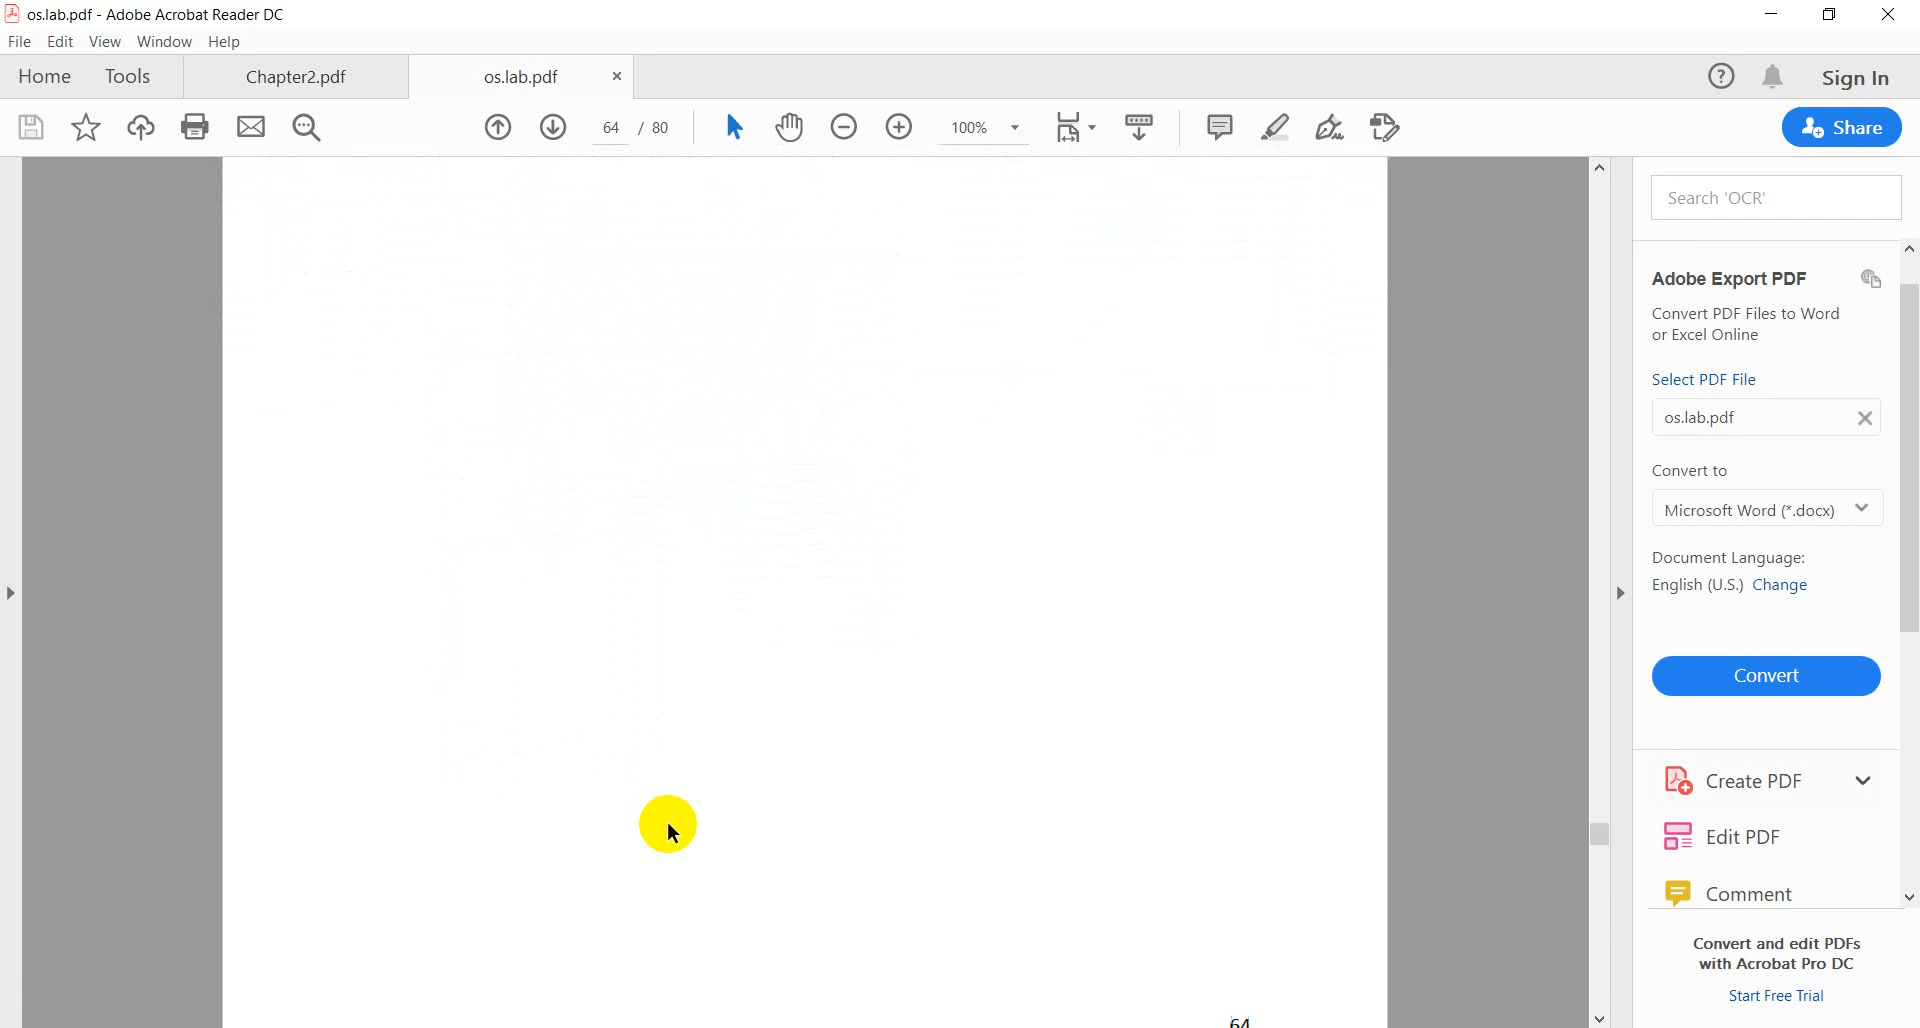 os.lab.pdf - Adobe Acrobat Reader DC
File Edit View Window Help
Home Tools Chapter2.pdf os.lab.pdf Sign In
64 / 80 100% Share
Search 'OCR'
Adobe Export PDF
Convert PDF Files to Word
or Excel Online
Select PDF File
os.lab.pdf
Convert to
Microsoft Word (*.docx)
Document Language:
English (U.S.) Change
Convert
Create PDF
Edit PDF
Comment
Convert and edit PDFs
with Acrobat Pro DC
Start Free Trial
64